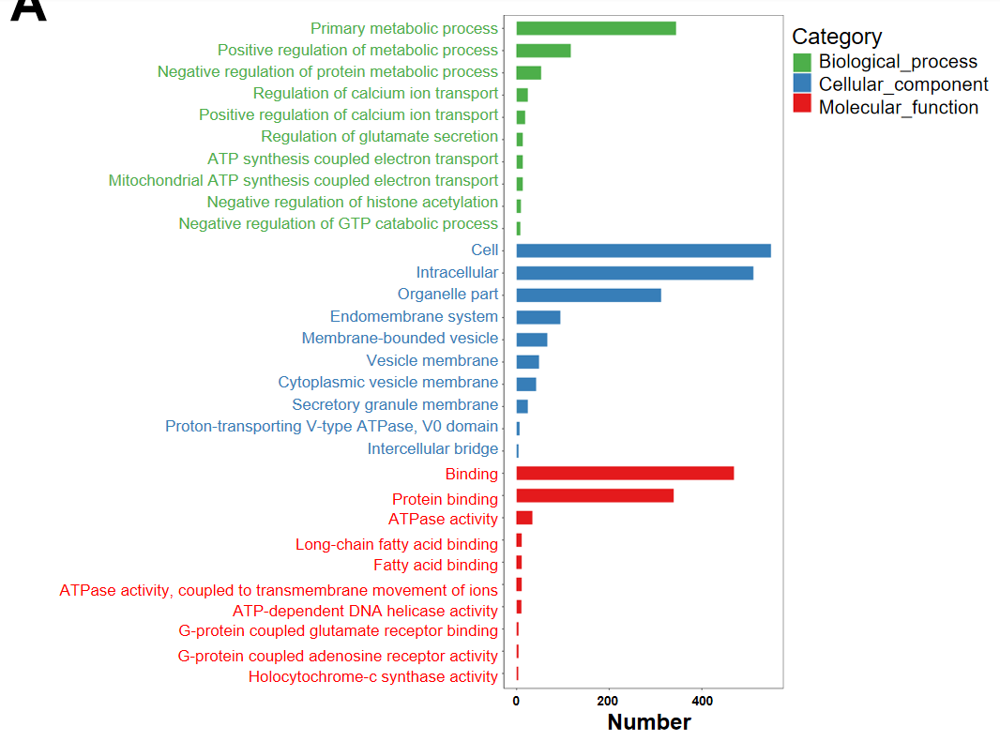 A
Primary metabolic process
Positive regulation of metabolic process
Negative regulation of protein metabolic process
Regulation of calcium ion transport
Positive regulation of calcium ion transport
Regulation of glutamate secretion
ATP synthesis coupled electron transport
Mitochondrial ATP synthesis coupled electron transport
Negative regulation of histone acetylation
Negative regulation of GTP catabolic process
Cell
Intracellular
Organelle part
Endomembrane system
Membrane-bounded vesicle
Vesicle membrane
Cytoplasmic vesicle membrane
Secretory granule membrane
Proton-transporting V-type ATPase, V0 domain
Intercellular bridge
Binding
Protein binding
ATPase activity
Long-chain fatty acid binding
Fatty acid binding
ATPase activity, coupled to transmembrane movement of ions
ATP-dependent DNA helicase activity
G-protein coupled glutamate receptor binding
G-protein coupled adenosine receptor activity
Holocytochrome-c synthase activity
0 200 400
Number
Category
Biological_process
Cellular_component
Molecular_function